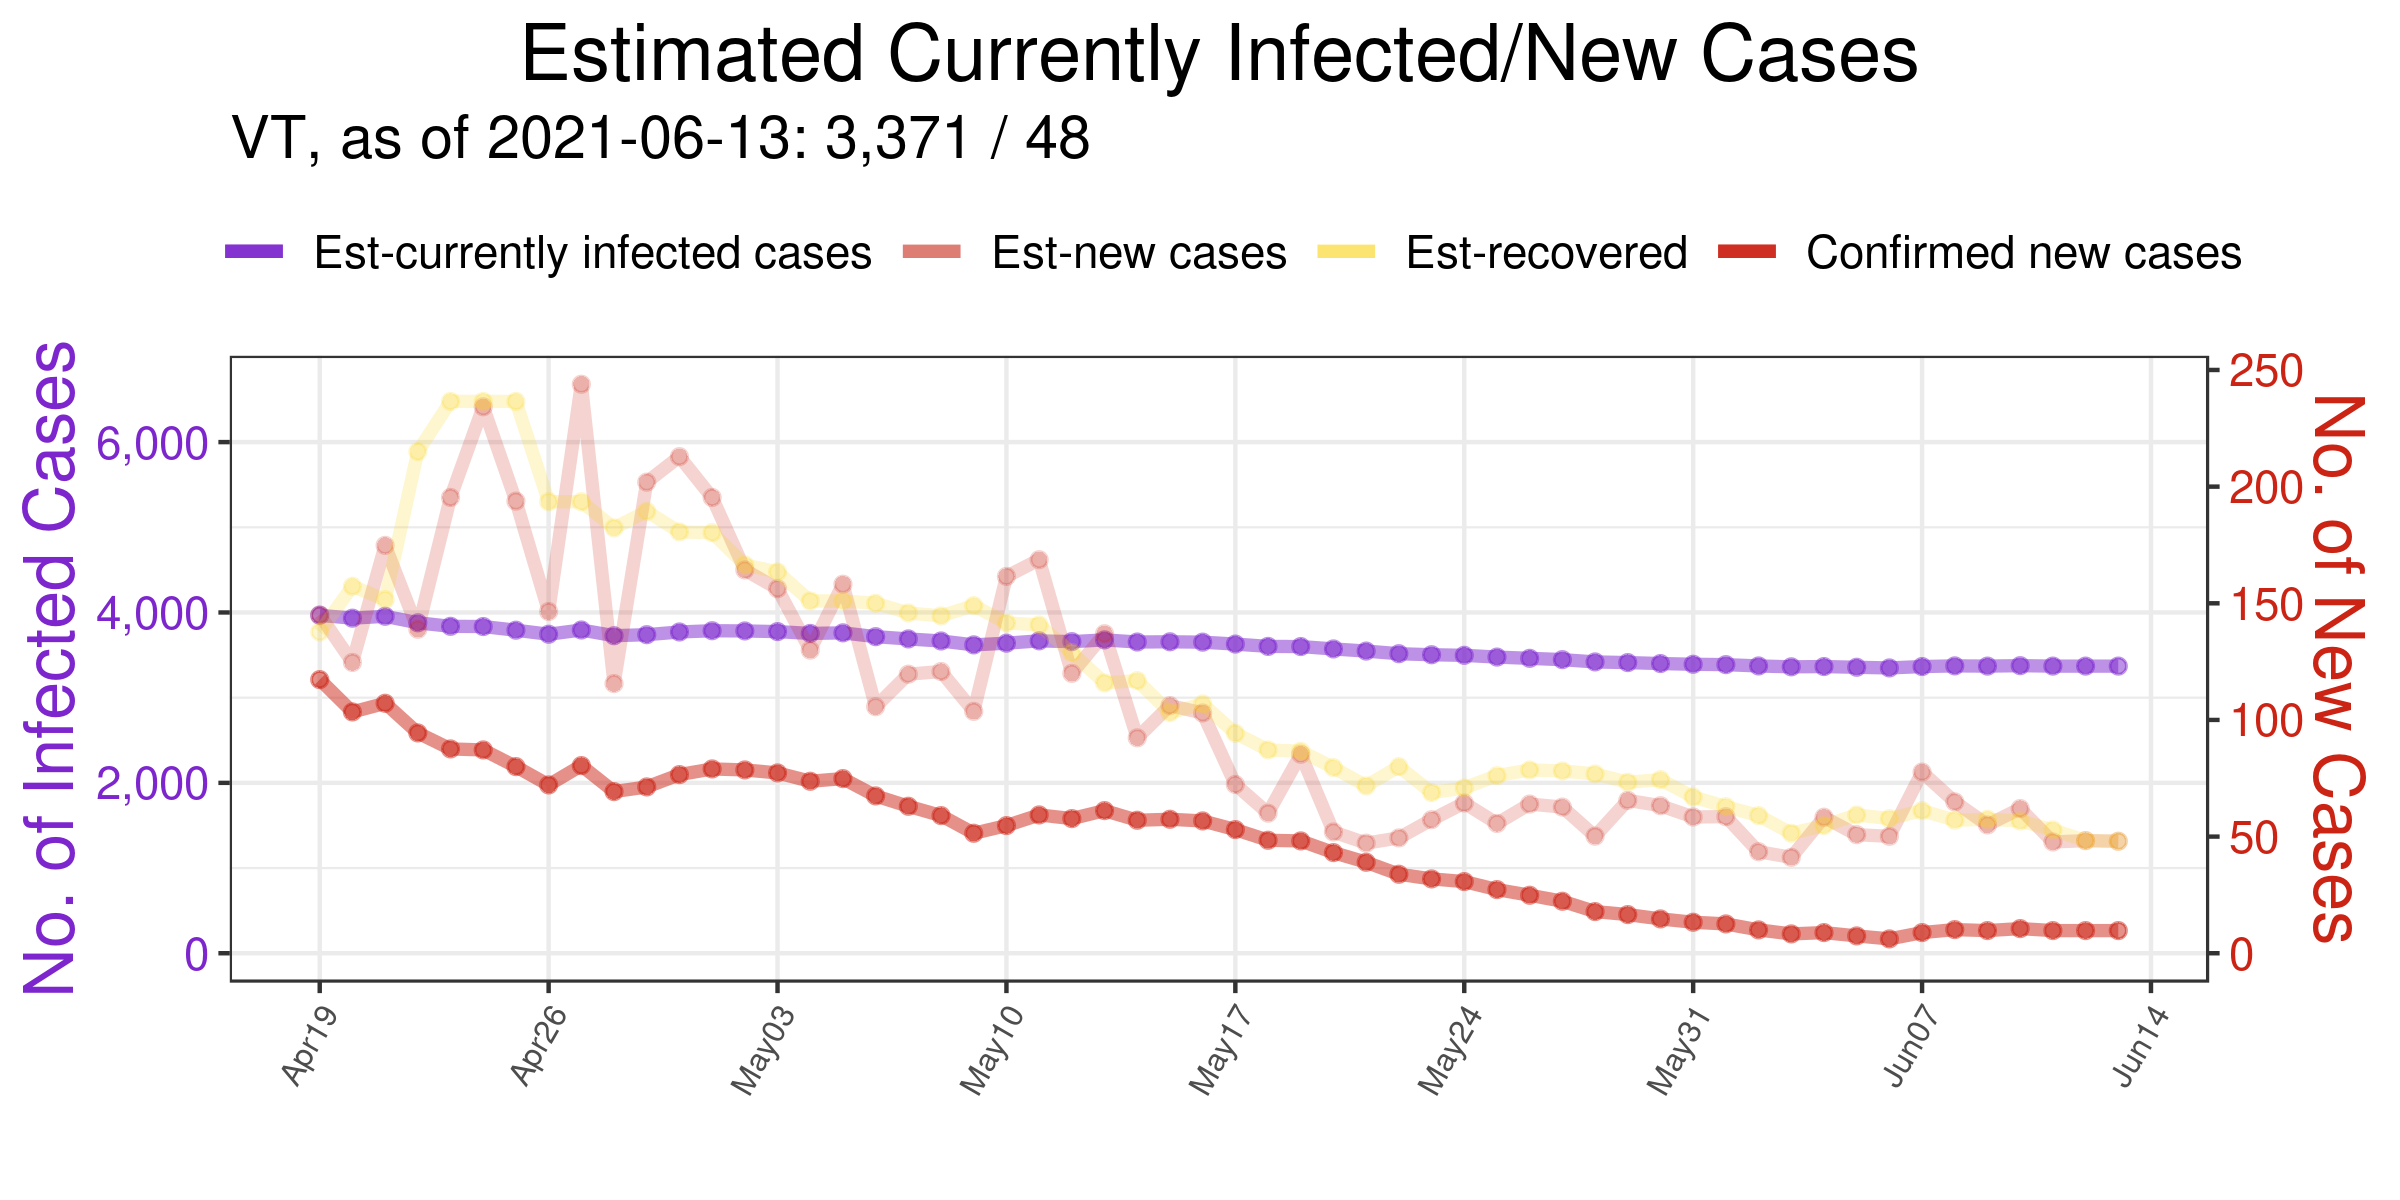 Estimated Currently Infected/New Cases
VT, as of 2021-06-13: 3,371 / 48
Est-currently infected cases
Est-new cases
Est-recovered
Confirmed new cases
No. of Infected Cases
6,000
4,000
2,000
0
250
200
150
100
50
0
No. of New Cases
Apr19
Apr26
May03
May10
May17
May24
May31
Jun07
Jun14